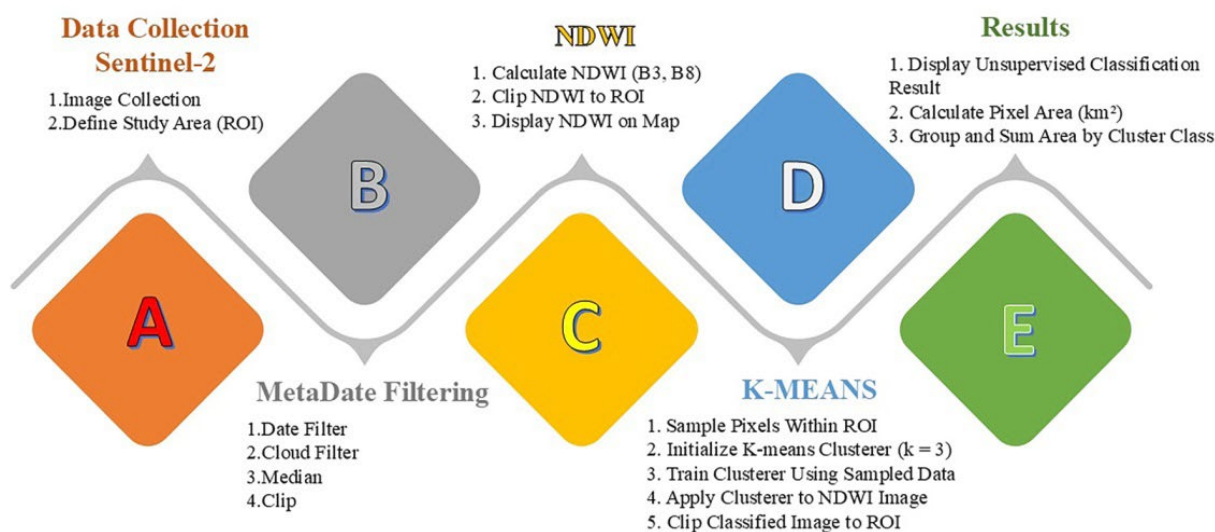 Data Collection
Sentinel-2
1.Image Collection
2.Define Study Area (ROI)
A
B
MetaDate Filtering
1.Date Filter
2.Cloud Filter
3.Median
4.Clip
NDWI
1. Calculate NDWI (B3, B8)
2. Clip NDWI to ROI
3. Display NDWI on Map
C
D
K-MEANS
1. Sample Pixels Within ROI
2. Initialize K-means Clusterer (k = 3)
3. Train Clusterer Using Sampled Data
4. Apply Clusterer to NDWI Image
5. Clip Classified Image to ROI
Results
1. Display Unsupervised Classification
Result
2. Calculate Pixel Area (km²)
3. Group and Sum Area by Cluster Class
E